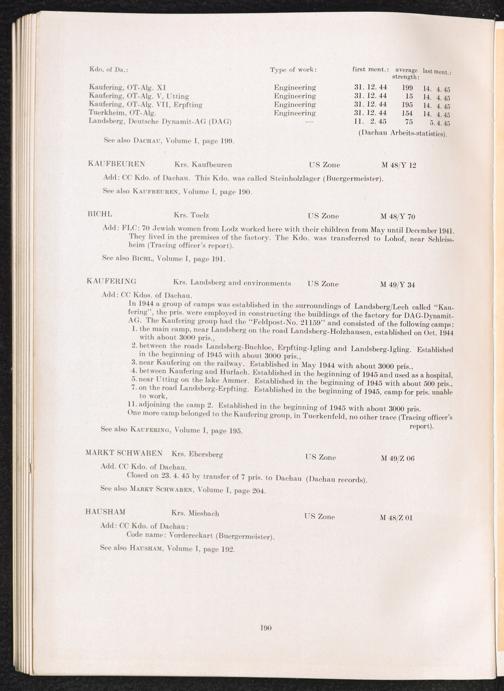 Kdo. of Da.: Type of work: first ment.: average strength: last ment.:
Kaufering, OT-Alg. XI Engineering 31. 12. 44 199 14. 4. 45
Kaufering, OT-Alg. V, Utting Engineering 31. 12. 44 15 14. 4. 45
Kaufering, OT-Alg. VII, Erpfting Engineering 31. 12. 44 195 14. 4. 45
Tuerkheim, OT-Alg. Engineering 31. 12. 44 154 14. 4. 45
Landsberg, Deutsche Dynamit-AG (DAG) — 11. 2. 45 75 5. 4. 45
(Dachau Arbeits-statistics).
See also DACHAU, Volume I, page 199.
KAUFBEUREN Krs. Kaufbeuren US Zone M 48/Y 12
Add: CC Kdo. of Dachau. This Kdo. was called Steinholzlager (Buergermeister).
See also KAUFBEUREN, Volume I, page 190.
BICHL Krs. Toelz US Zone M 48/Y 70
Add: FLC: 70 Jewish women from Lodz worked here with their children from May until December 1941.
They lived in the premises of the factory. The Kdo. was transferred to Lohof, near Schleiss-
heim (Tracing officer's report).
See also BICHL, Volume I, page 191.
KAUFERING Krs. Landsberg and environments US Zone M 49/Y 34
Add: CC Kdos. of Dachau.
In 1944 a group of camps was established in the surroundings of Landsberg/Lech called "Kau-
fering", the pris. were employed in constructing the buildings of the factory for DAG-Dynamit-
AG. The Kaufering group had the "Feldpost-No. 21159" and consisted of the following camps:
1. the main camp, near Landsberg on the road Landsberg-Holzhausen, established on Oct. 1944
with about 3000 pris.,
2. between the roads Landsberg-Buchloe, Erpfting-Igling and Landsberg-Igling. Established
in the beginning of 1945 with about 3000 pris.,
3. near Kaufering on the railway. Established in May 1944 with about 3000 pris.,
4. between Kaufering and Hurlach. Established in the beginning of 1945 and used as a hospital,
5. near Utting on the lake Ammer. Established in the beginning of 1945 with about 500 pris.,
7. on the road Landsberg-Erpfting. Established in the beginning of 1945, camp for pris. unable
to work,
11. adjoining the camp 2. Established in the beginning of 1945 with about 3000 pris.
One more camp belonged to the Kaufering group, in Tuerkenfeld, no other trace (Tracing officer's
report).
See also KAUFERING, Volume I, page 195.
MARKT SCHWABEN Krs. Ebersberg US Zone M 49/Z 06
Add. CC Kdo. of Dachau.
Closed on 23. 4. 45 by transfer of 7 pris. to Dachau (Dachau records).
See also MARKT SCHWABEN, Volume I, page 204.
HAUSHAM Krs. Miesbach US Zone M 48/Z 01
Add: CC Kdo. of Dachau:
Code name: Vordereckart (Buergermeister).
See also HAUSHAM, Volume I, page 192.
190